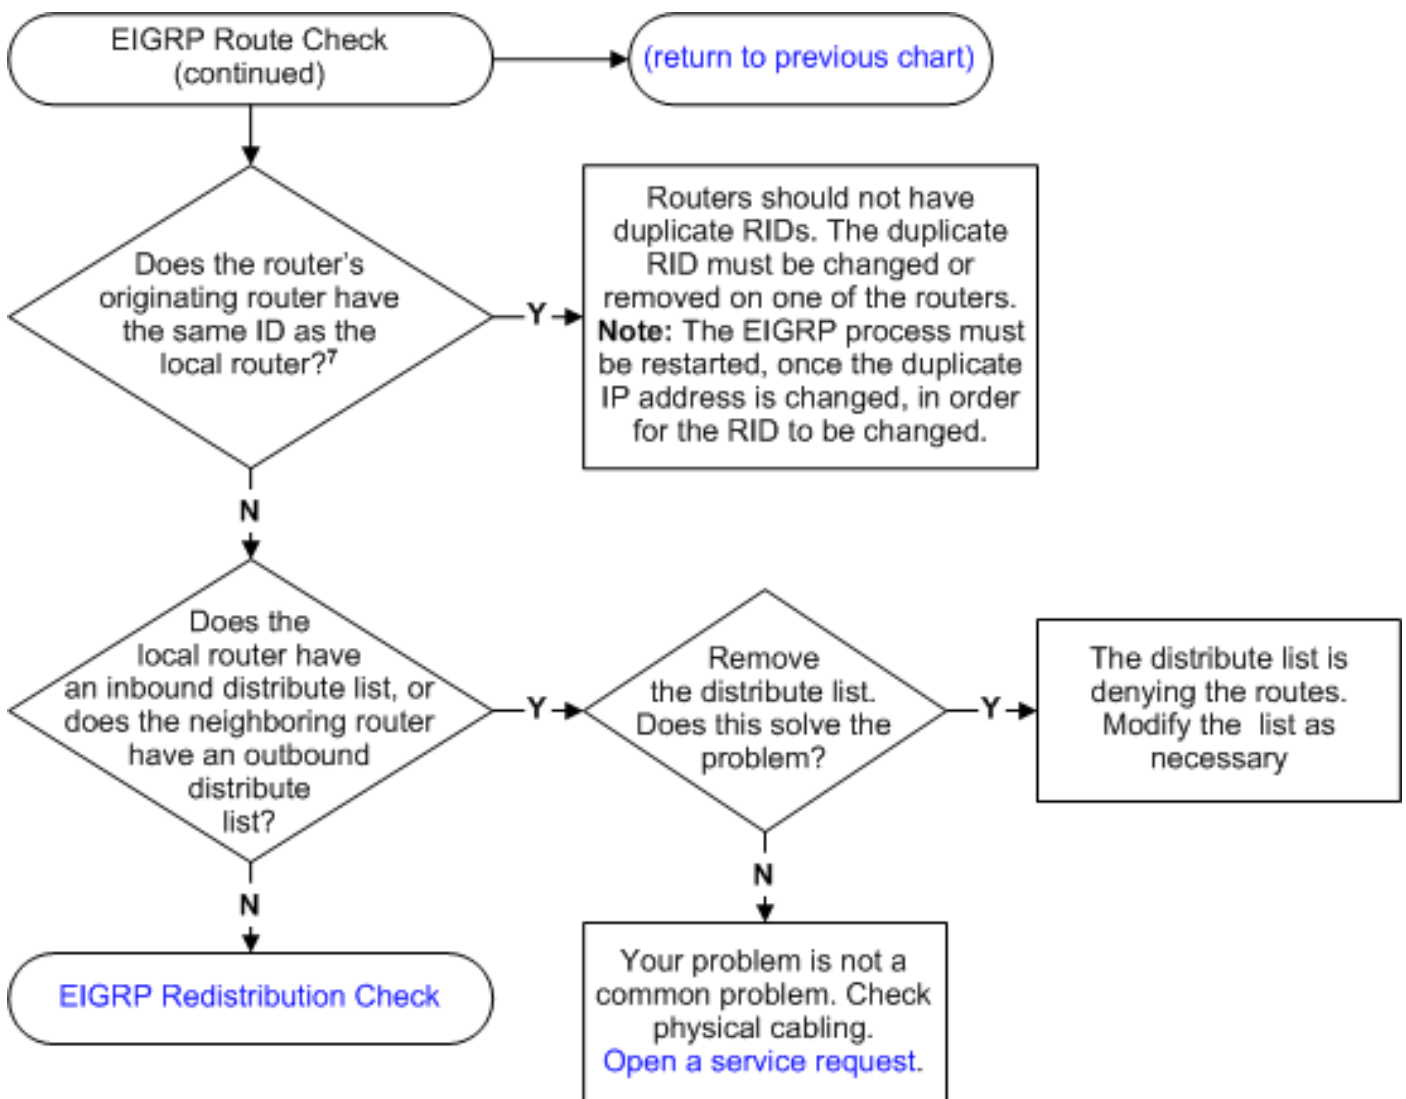 EIGRP Route Check
(continued)
(return to previous chart)
Does the router's
originating router have
the same ID as the
local router?⁷
Y
Routers should not have
duplicate RIDs. The duplicate
RID must be changed or
removed on one of the routers.
Note: The EIGRP process must
be restarted, once the duplicate
IP address is changed, in order
for the RID to be changed.
N
Does the
local router have
an inbound distribute list, or
does the neighboring router
have an outbound
distribute
list?
Y
Remove
the distribute list.
Does this solve the
problem?
Y
The distribute list is
denying the routes.
Modify the  list as
necessary
N
EIGRP Redistribution Check
N
Your problem is not a
common problem. Check
physical cabling.
Open a service request.